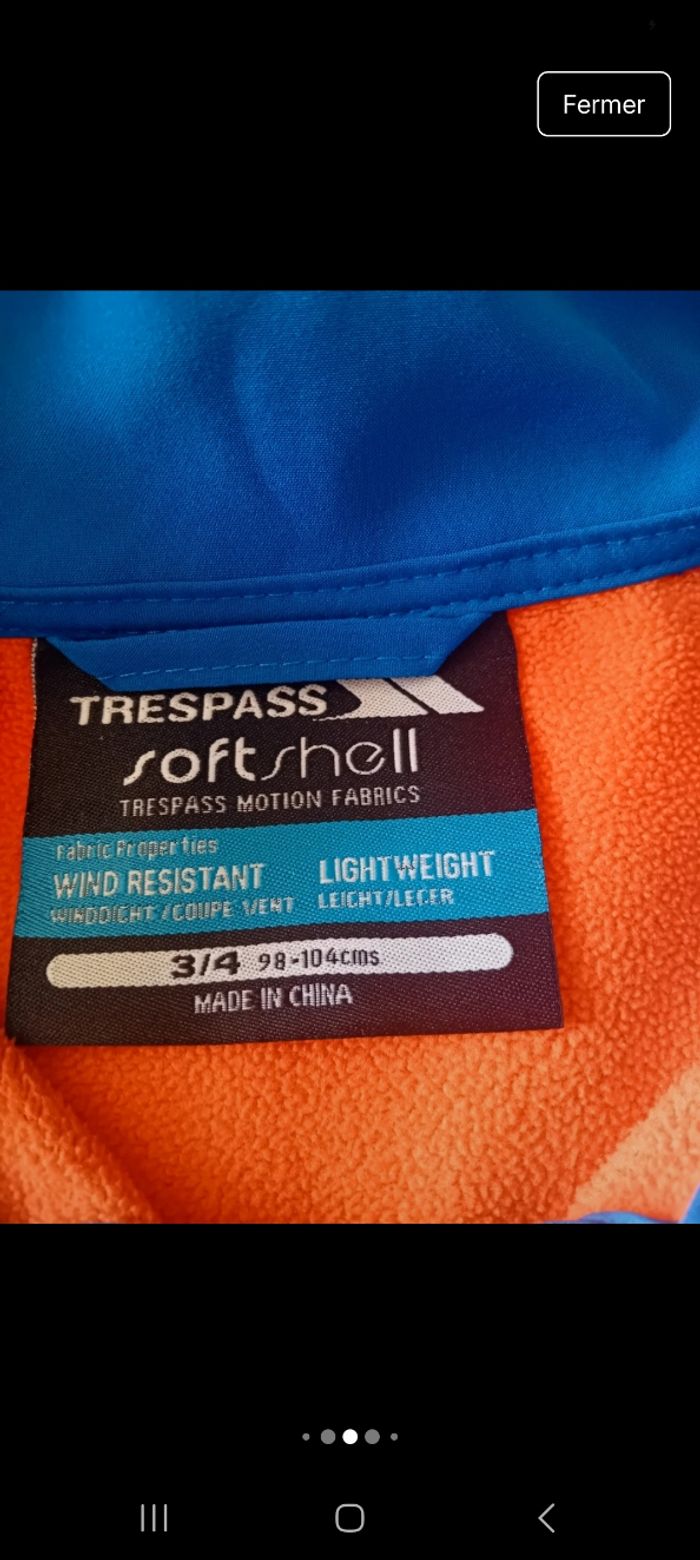 Fermer
TRESPASS
softshell
TRESPASS MOTION FABRICS
Fabric Properties
WIND RESISTANT LIGHTWEIGHT
WINDDICHT/COUPE VENT LEICHT/LEGER
3/4 98-104cms
MADE IN CHINA